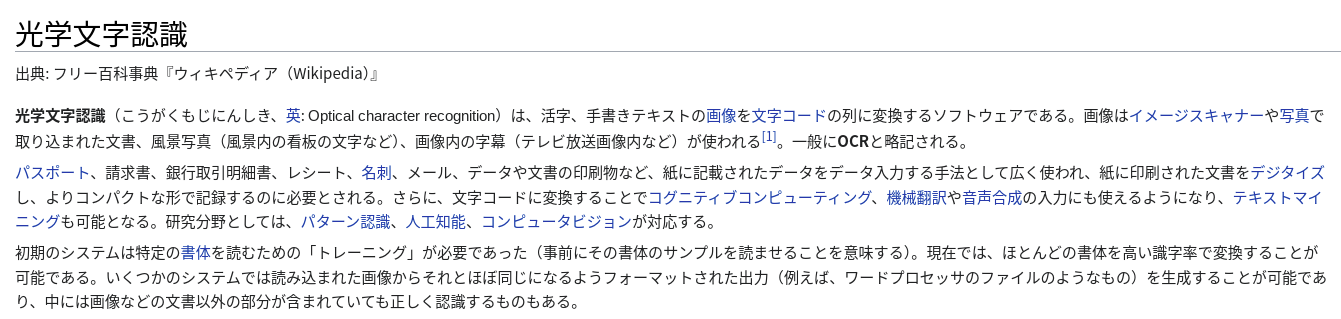 光学文字認識
出典: フリー百科事典『ウィキペディア（Wikipedia）』
光学文字認識（こうがくもじにんしき、英: Optical character recognition）は、活字、手書きテキストの画像を文字コードの列に変換するソフトウェアである。画像はイメージスキャナーや写真で
取り込まれた文書、風景写真（風景内の看板の文字など）、画像内の字幕（テレビ放送画像内など）が使われる[1]。一般にOCRと略記される。
パスポート、請求書、銀行取引明細書、レシート、名刺、メール、データや文書の印刷物など、紙に記載されたデータをデータ入力する手法として広く使われ、紙に印刷された文書をデジタイズ
し、よりコンパクトな形で記録するのに必要とされる。さらに、文字コードに変換することでコグニティブコンピューティング、機械翻訳や音声合成の入力にも使えるようになり、テキストマイ
ニングも可能となる。研究分野としては、パターン認識、人工知能、コンピュータビジョンが対応する。
初期のシステムは特定の書体を読むための「トレーニング」が必要であった（事前にその書体のサンプルを読ませることを意味する）。現在では、ほとんどの書体を高い識字率で変換することが
可能である。いくつかのシステムでは読み込まれた画像からそれとほぼ同じになるようフォーマットされた出力（例えば、ワードプロセッサのファイルのようなもの）を生成することが可能であ
り、中には画像などの文書以外の部分が含まれていても正しく認識するものもある。